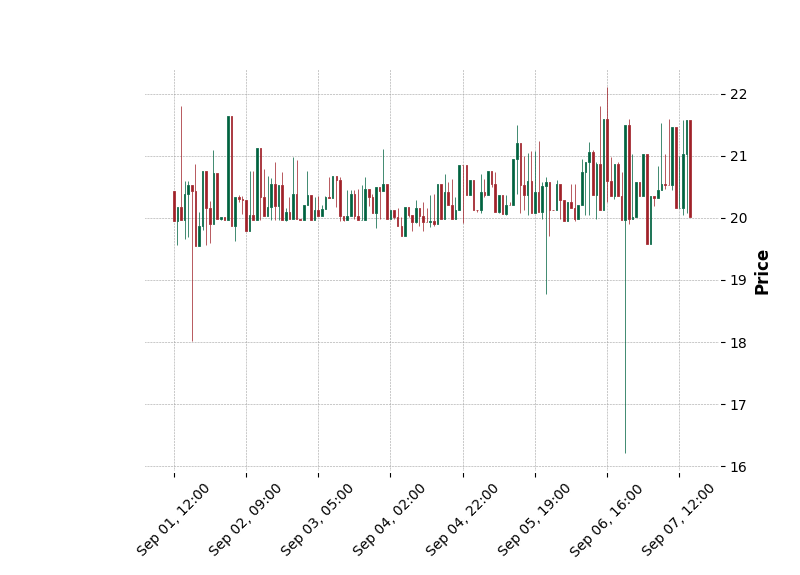 22
21
20
19
18
17
16
Price
Sep 01, 12:00
Sep 02, 09:00
Sep 03, 05:00
Sep 04, 02:00
Sep 04, 22:00
Sep 05, 19:00
Sep 06, 16:00
Sep 07, 12:00